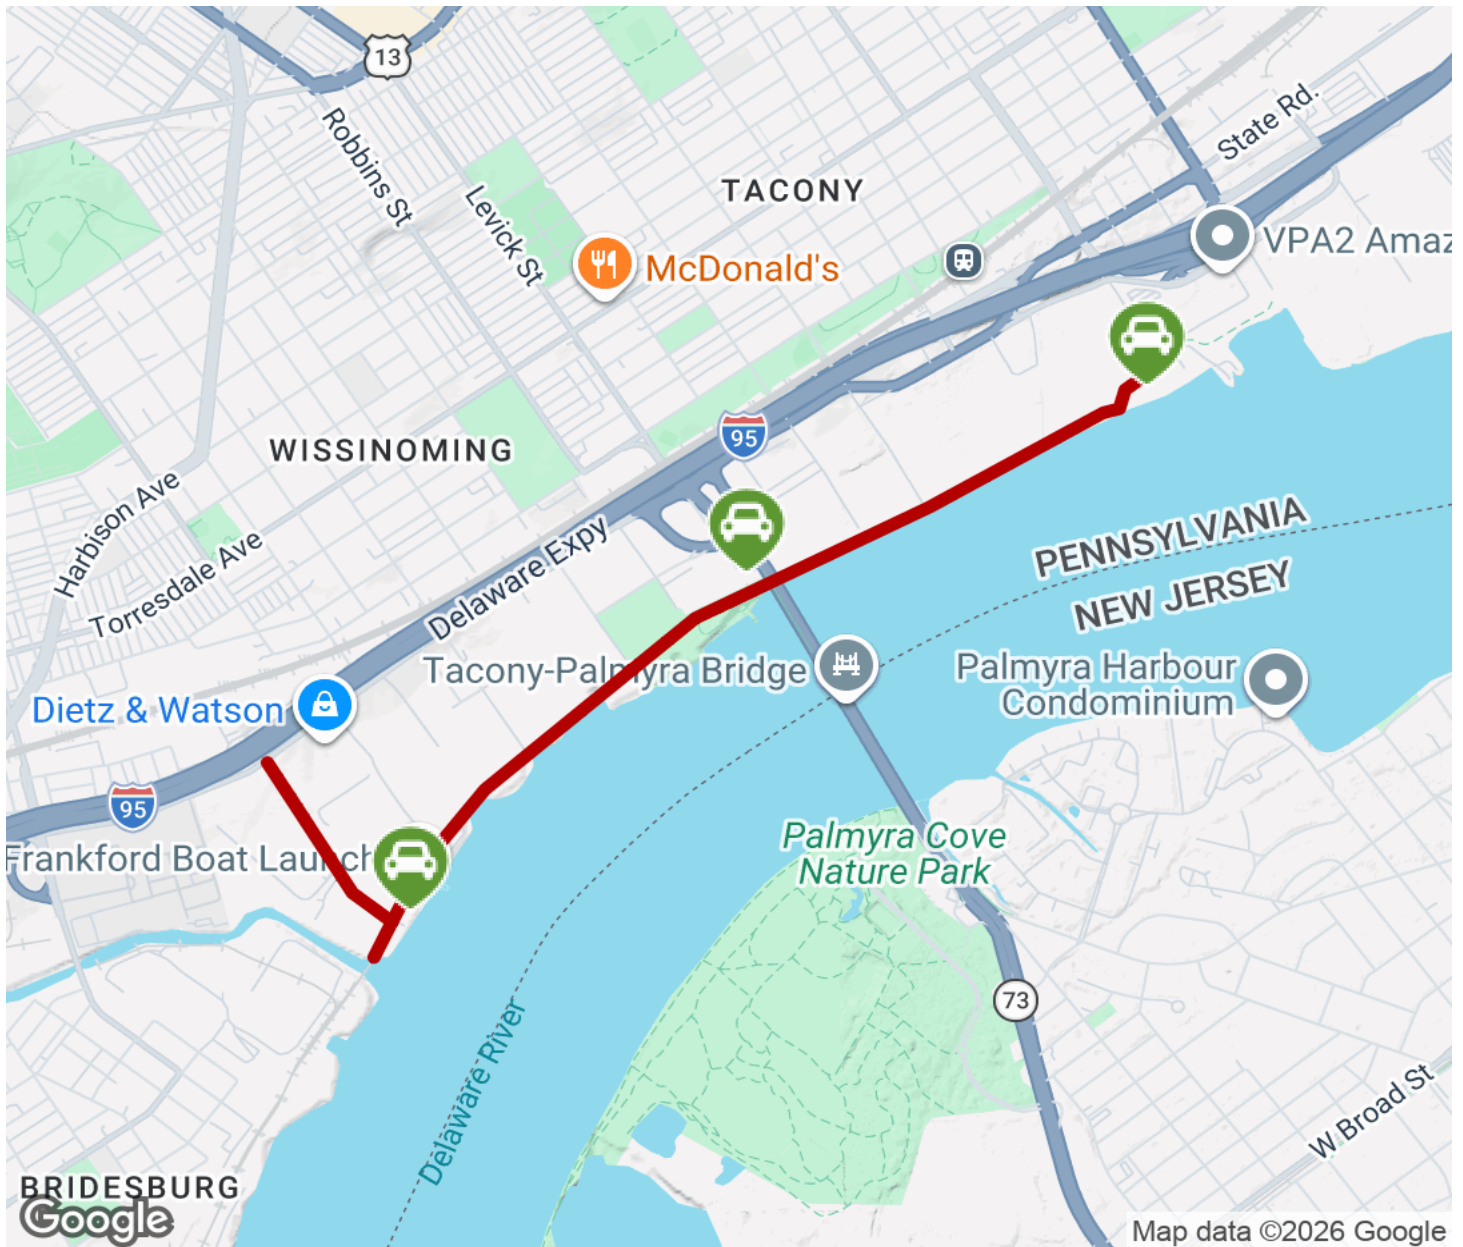 13
Robbins St
Levick St
TACONY
State Rd.
McDonald's
VPA2 Amaz
95
WISSINOMING
Harbison Ave
Torresdale Ave
Delaware Expy
PENNSYLVANIA
NEW JERSEY
Tacony-Palmyra Bridge
Palmyra Harbour
Condominium
Dietz & Watson
95
Frankford Boat Launch
Palmyra Cove
Nature Park
73
Delaware River
W Broad St
BRIDESBURG
Google
Map data ©2026 Google